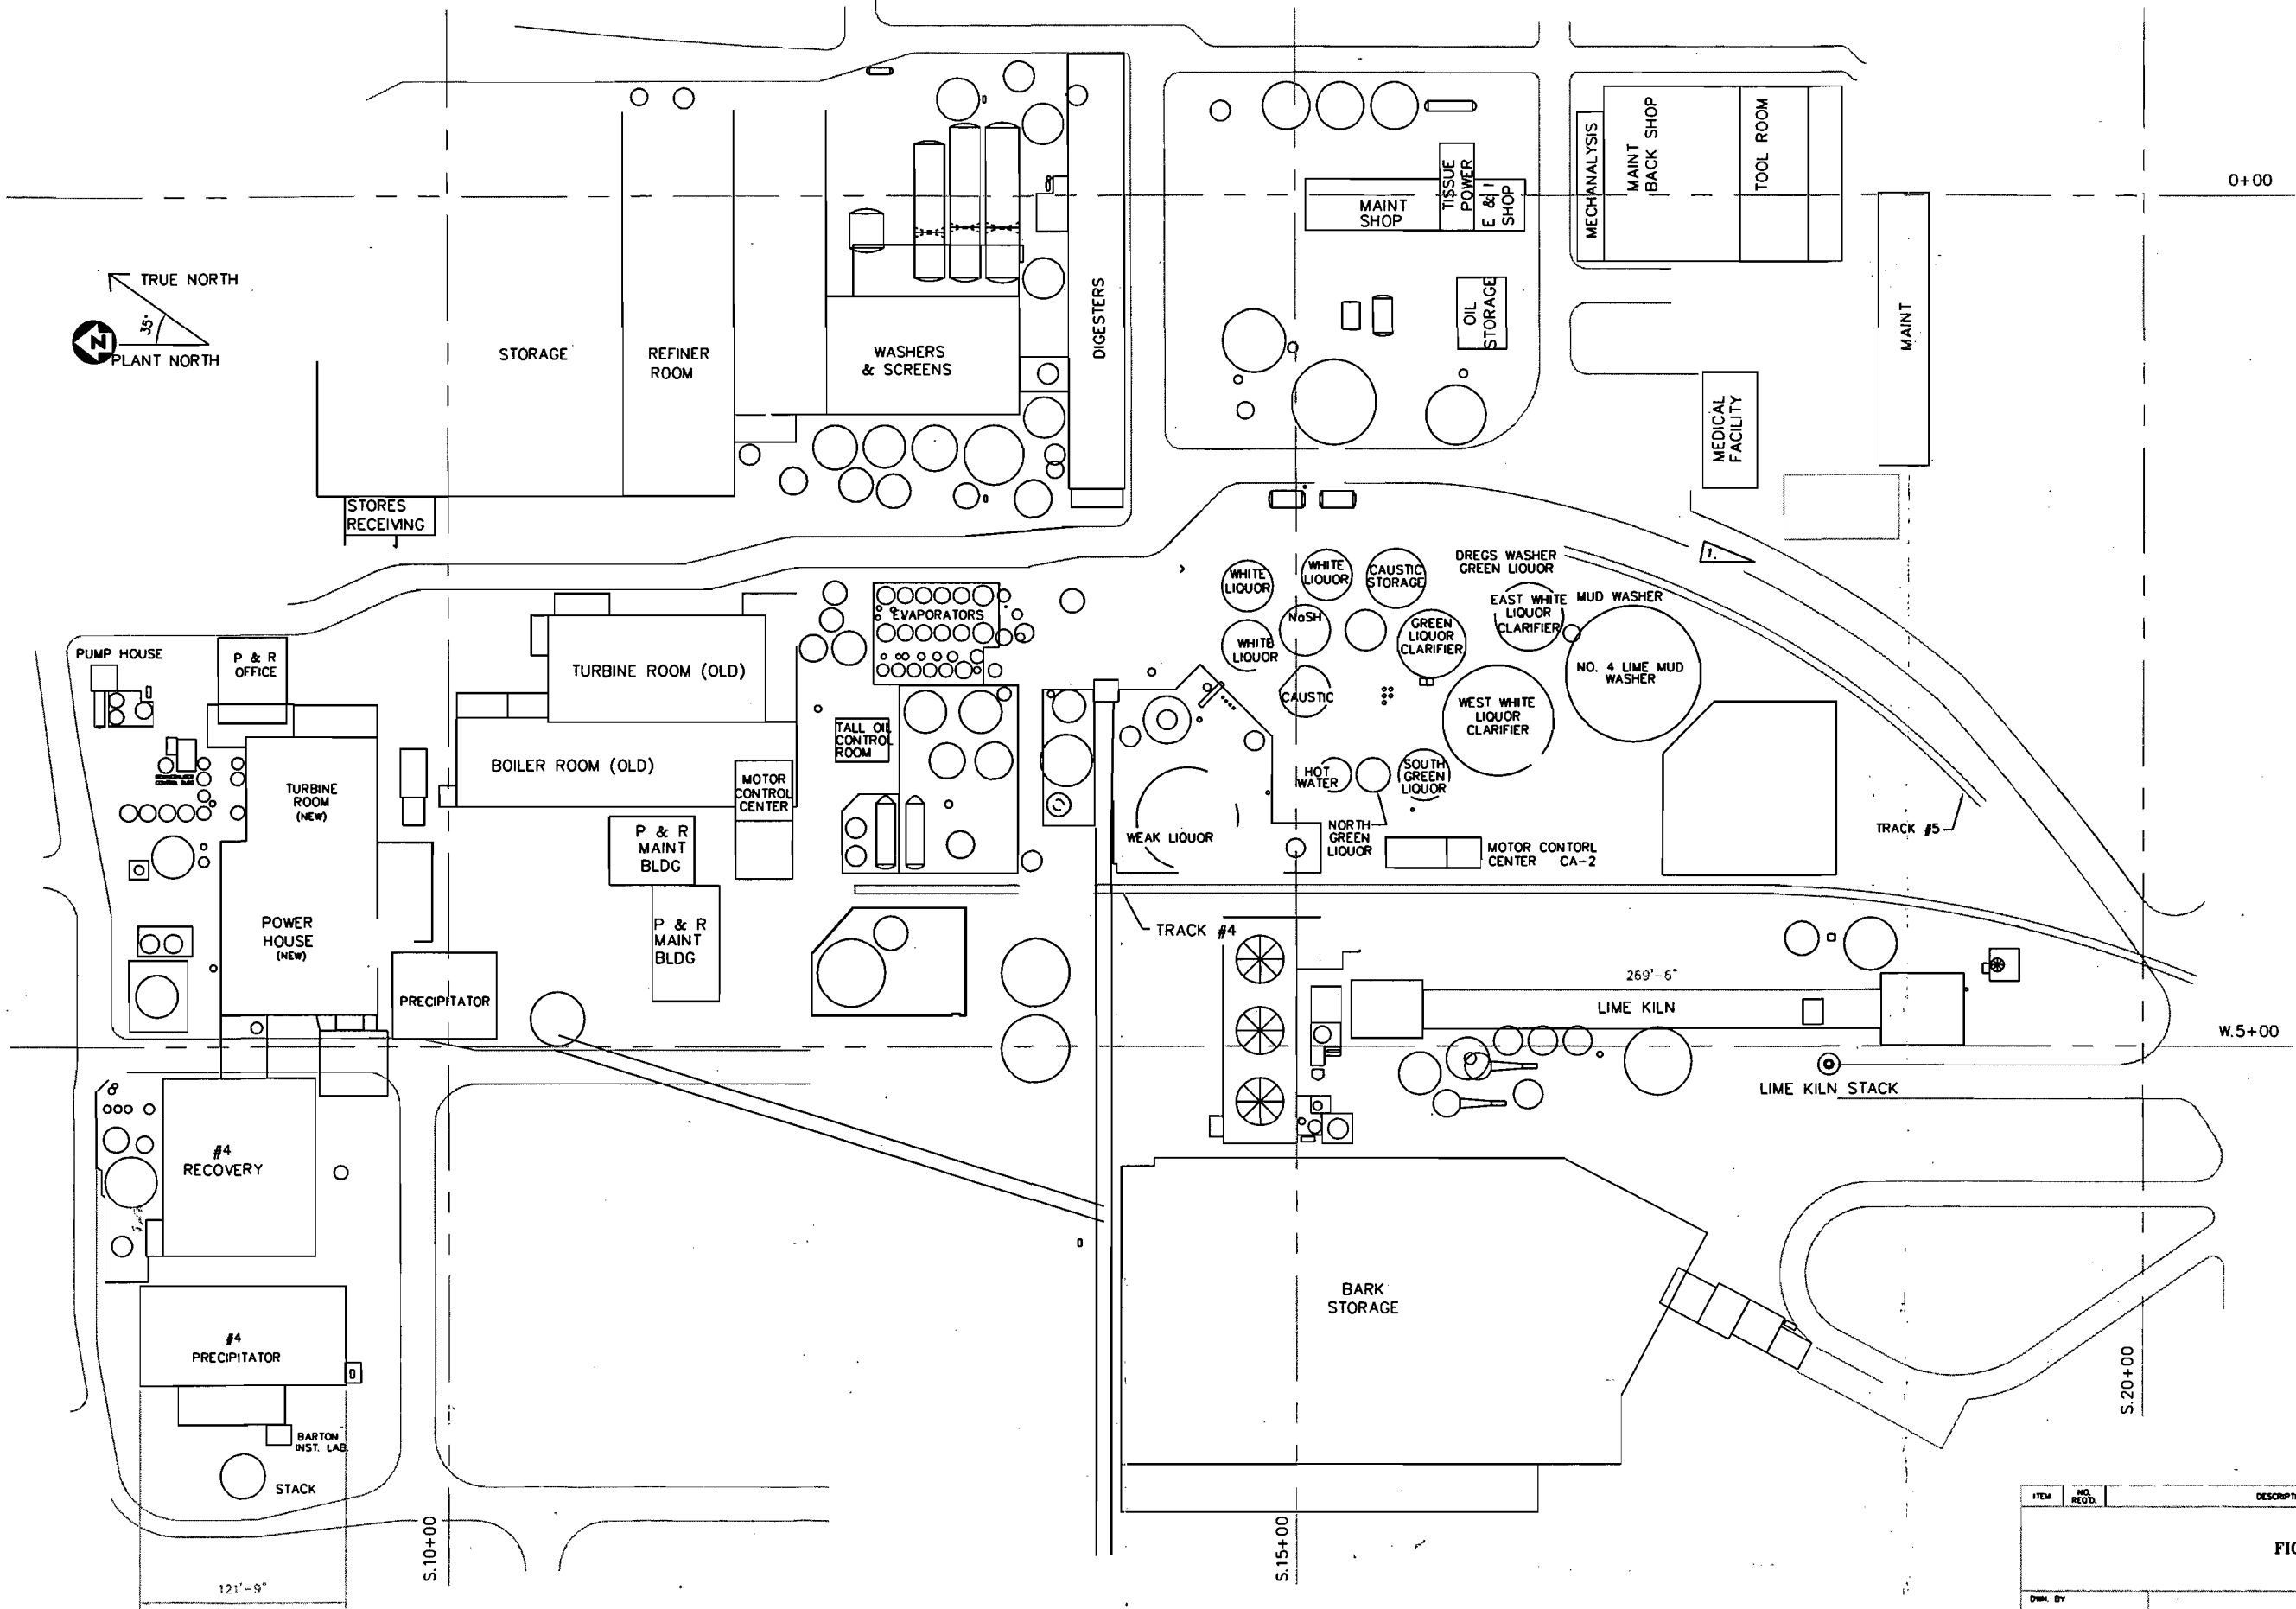 0+00
TRUE NORTH
35°
N
PLANT NORTH
STORAGE
REFINER
ROOM
WASHERS
& SCREENS
DIGESTERS
MAINT
SHOP
TISSUE
POWER
E & I
SHOP
OIL
STORAGE
MECHANALYSIS
MAINT
BACK SHOP
TOOL ROOM
MAINT
MEDICAL
FACILITY
STORES
RECEIVING
1.
PUMP HOUSE
P & R
OFFICE
TURBINE ROOM (OLD)
BOILER ROOM (OLD)
EVAPORATORS
TALL OIL
CONTROL
ROOM
MOTOR
CONTROL
CENTER
TURBINE
ROOM
(NEW)
POWER
HOUSE
(NEW)
P & R
MAINT
BLDG
P & R
MAINT
BLDG
PRECIPITATOR
WHITE
LIQUOR
WHITE
LIQUOR
CAUSTIC
STORAGE
DREGS WASHER
GREEN LIQUOR
EAST WHITE
LIQUOR
CLARIFIER
MUD WASHER
NaSH
WHITE
LIQUOR
GREEN
LIQUOR
CLARIFIER
NO. 4 LIME MUD
WASHER
CAUSTIC
WEST WHITE
LIQUOR
CLARIFIER
HOT
WATER
SOUTH
GREEN
LIQUOR
WEAK LIQUOR
NORTH
GREEN
LIQUOR
MOTOR CONTORL
CENTER CA-2
TRACK #5
TRACK #4
269'-6"
LIME KILN
W.5+00
LIME KILN STACK
8
#4
RECOVERY
#4
PRECIPITATOR
BARTON
INST. LAB.
STACK
BARK
STORAGE
S.10+00
S.15+00
S.20+00
121'-9"
ITEM
NO.
REQ'D.
DWN. BY